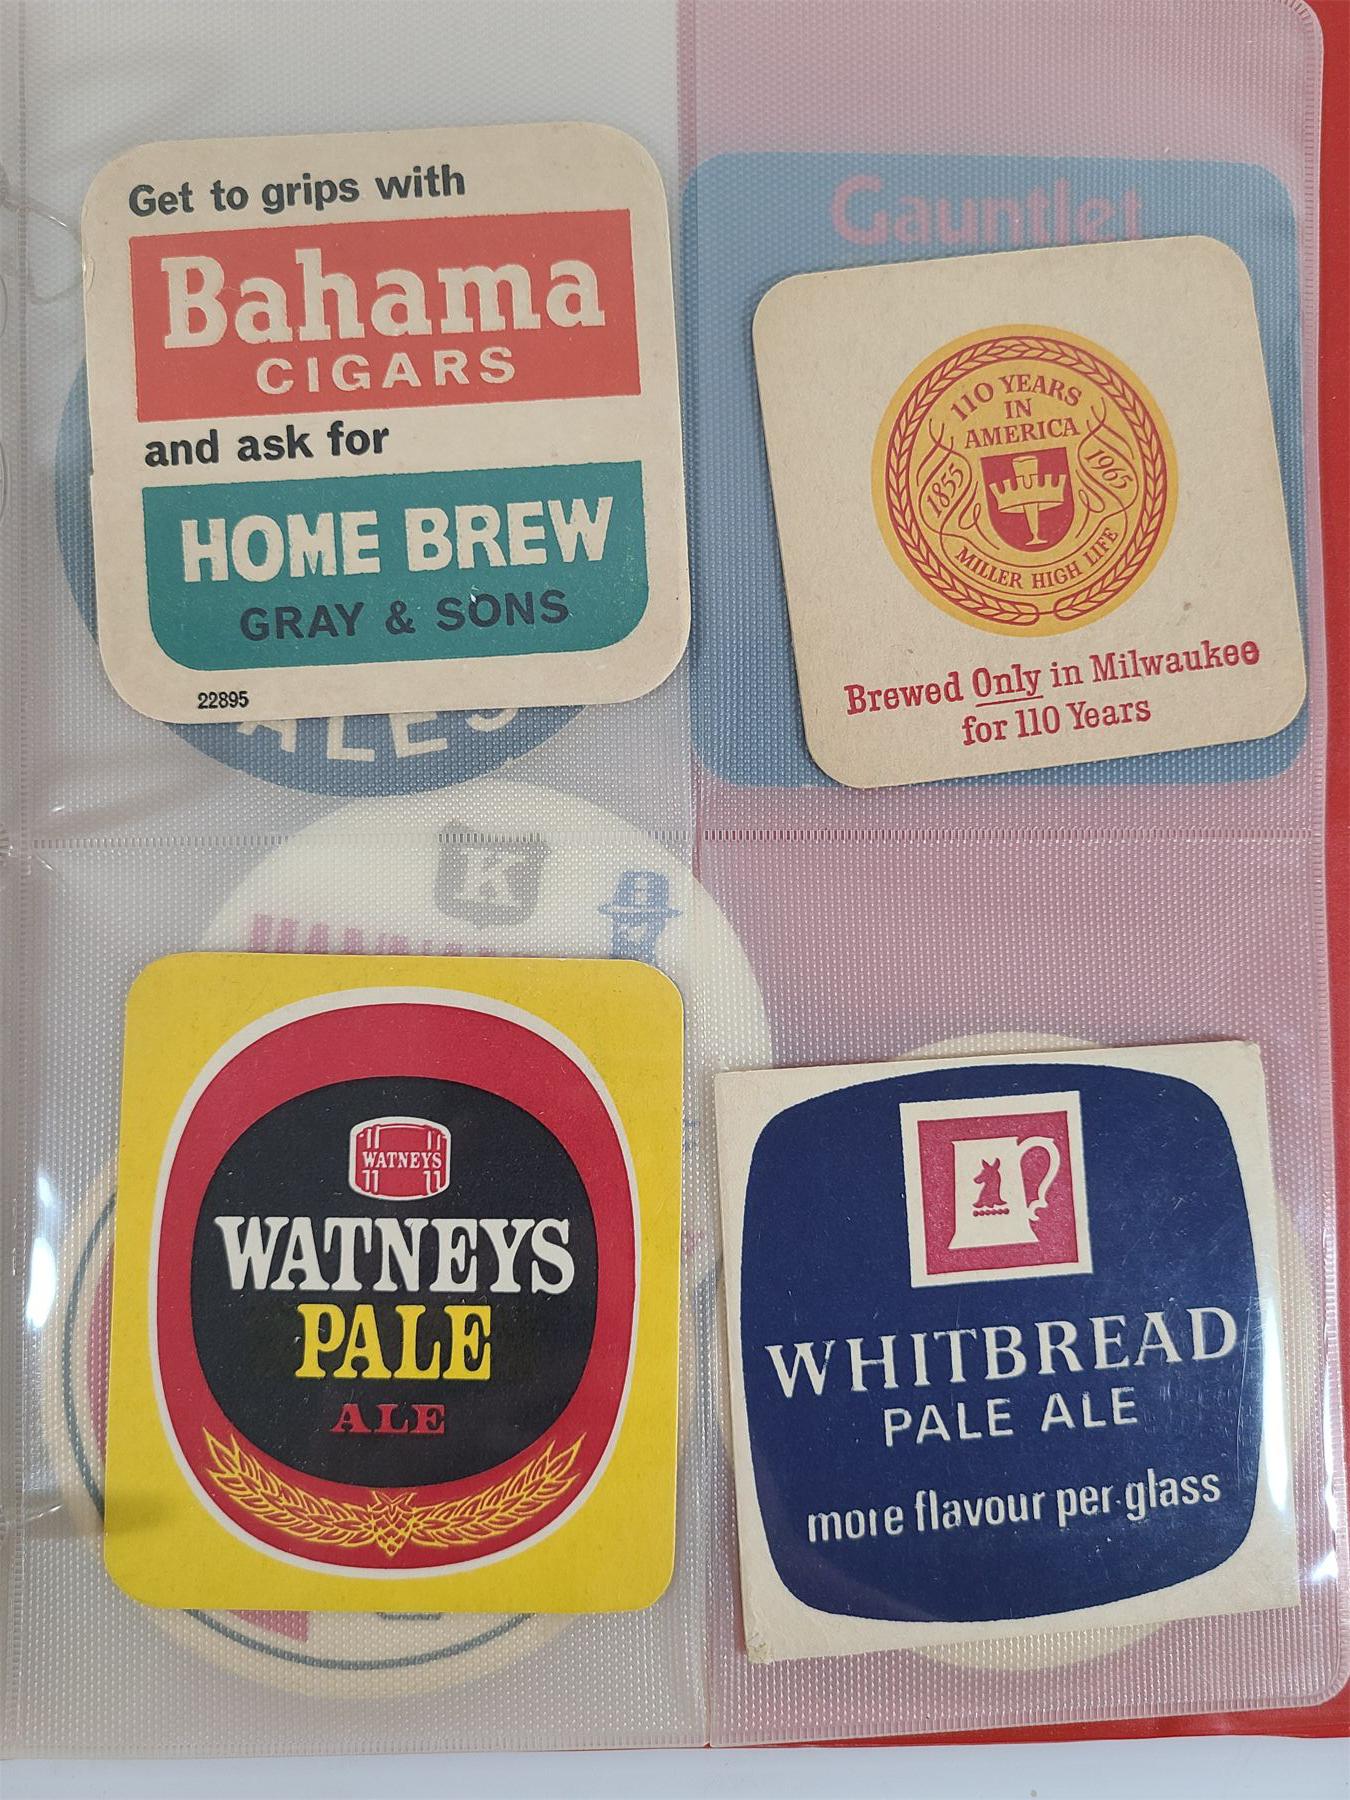 Get to grips with
Bahama
CIGARS
and ask for
HOME BREW
GRAY & SONS
22895
ALES
Gauntlet
110 YEARS
IN
AMERICA
1855
1965
MILLER HIGH LIFE
Brewed Only in Milwaukee
for 110 Years
K
WATNEYS
WATNEYS
PALE
ALE
WHITBREAD
PALE ALE
more flavour per glass